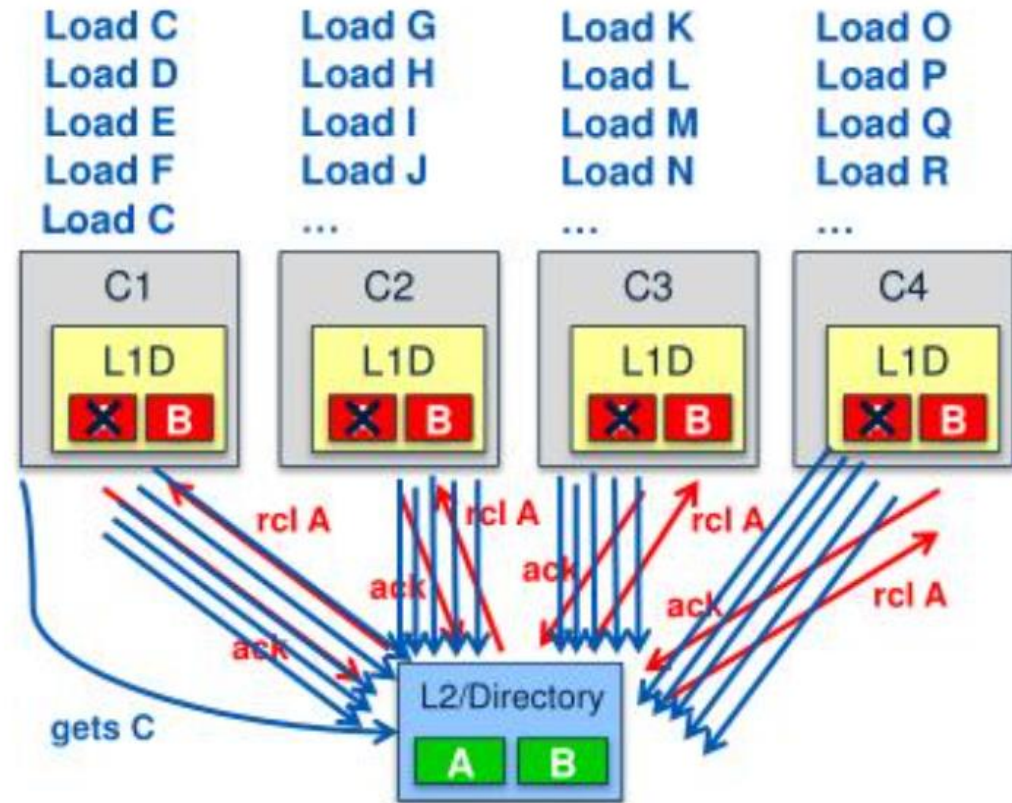 Load C Load G Load K Load O
Load D Load H Load L Load P
Load E Load I Load M Load Q
Load F Load J Load N Load R
Load C ... ... ...
C1 C2 C3 C4
L1D L1D L1D L1D
B B B B
rcl A rcl A rcl A
ack ack ack rcl A
ack
gets C
L2/Directory
A B